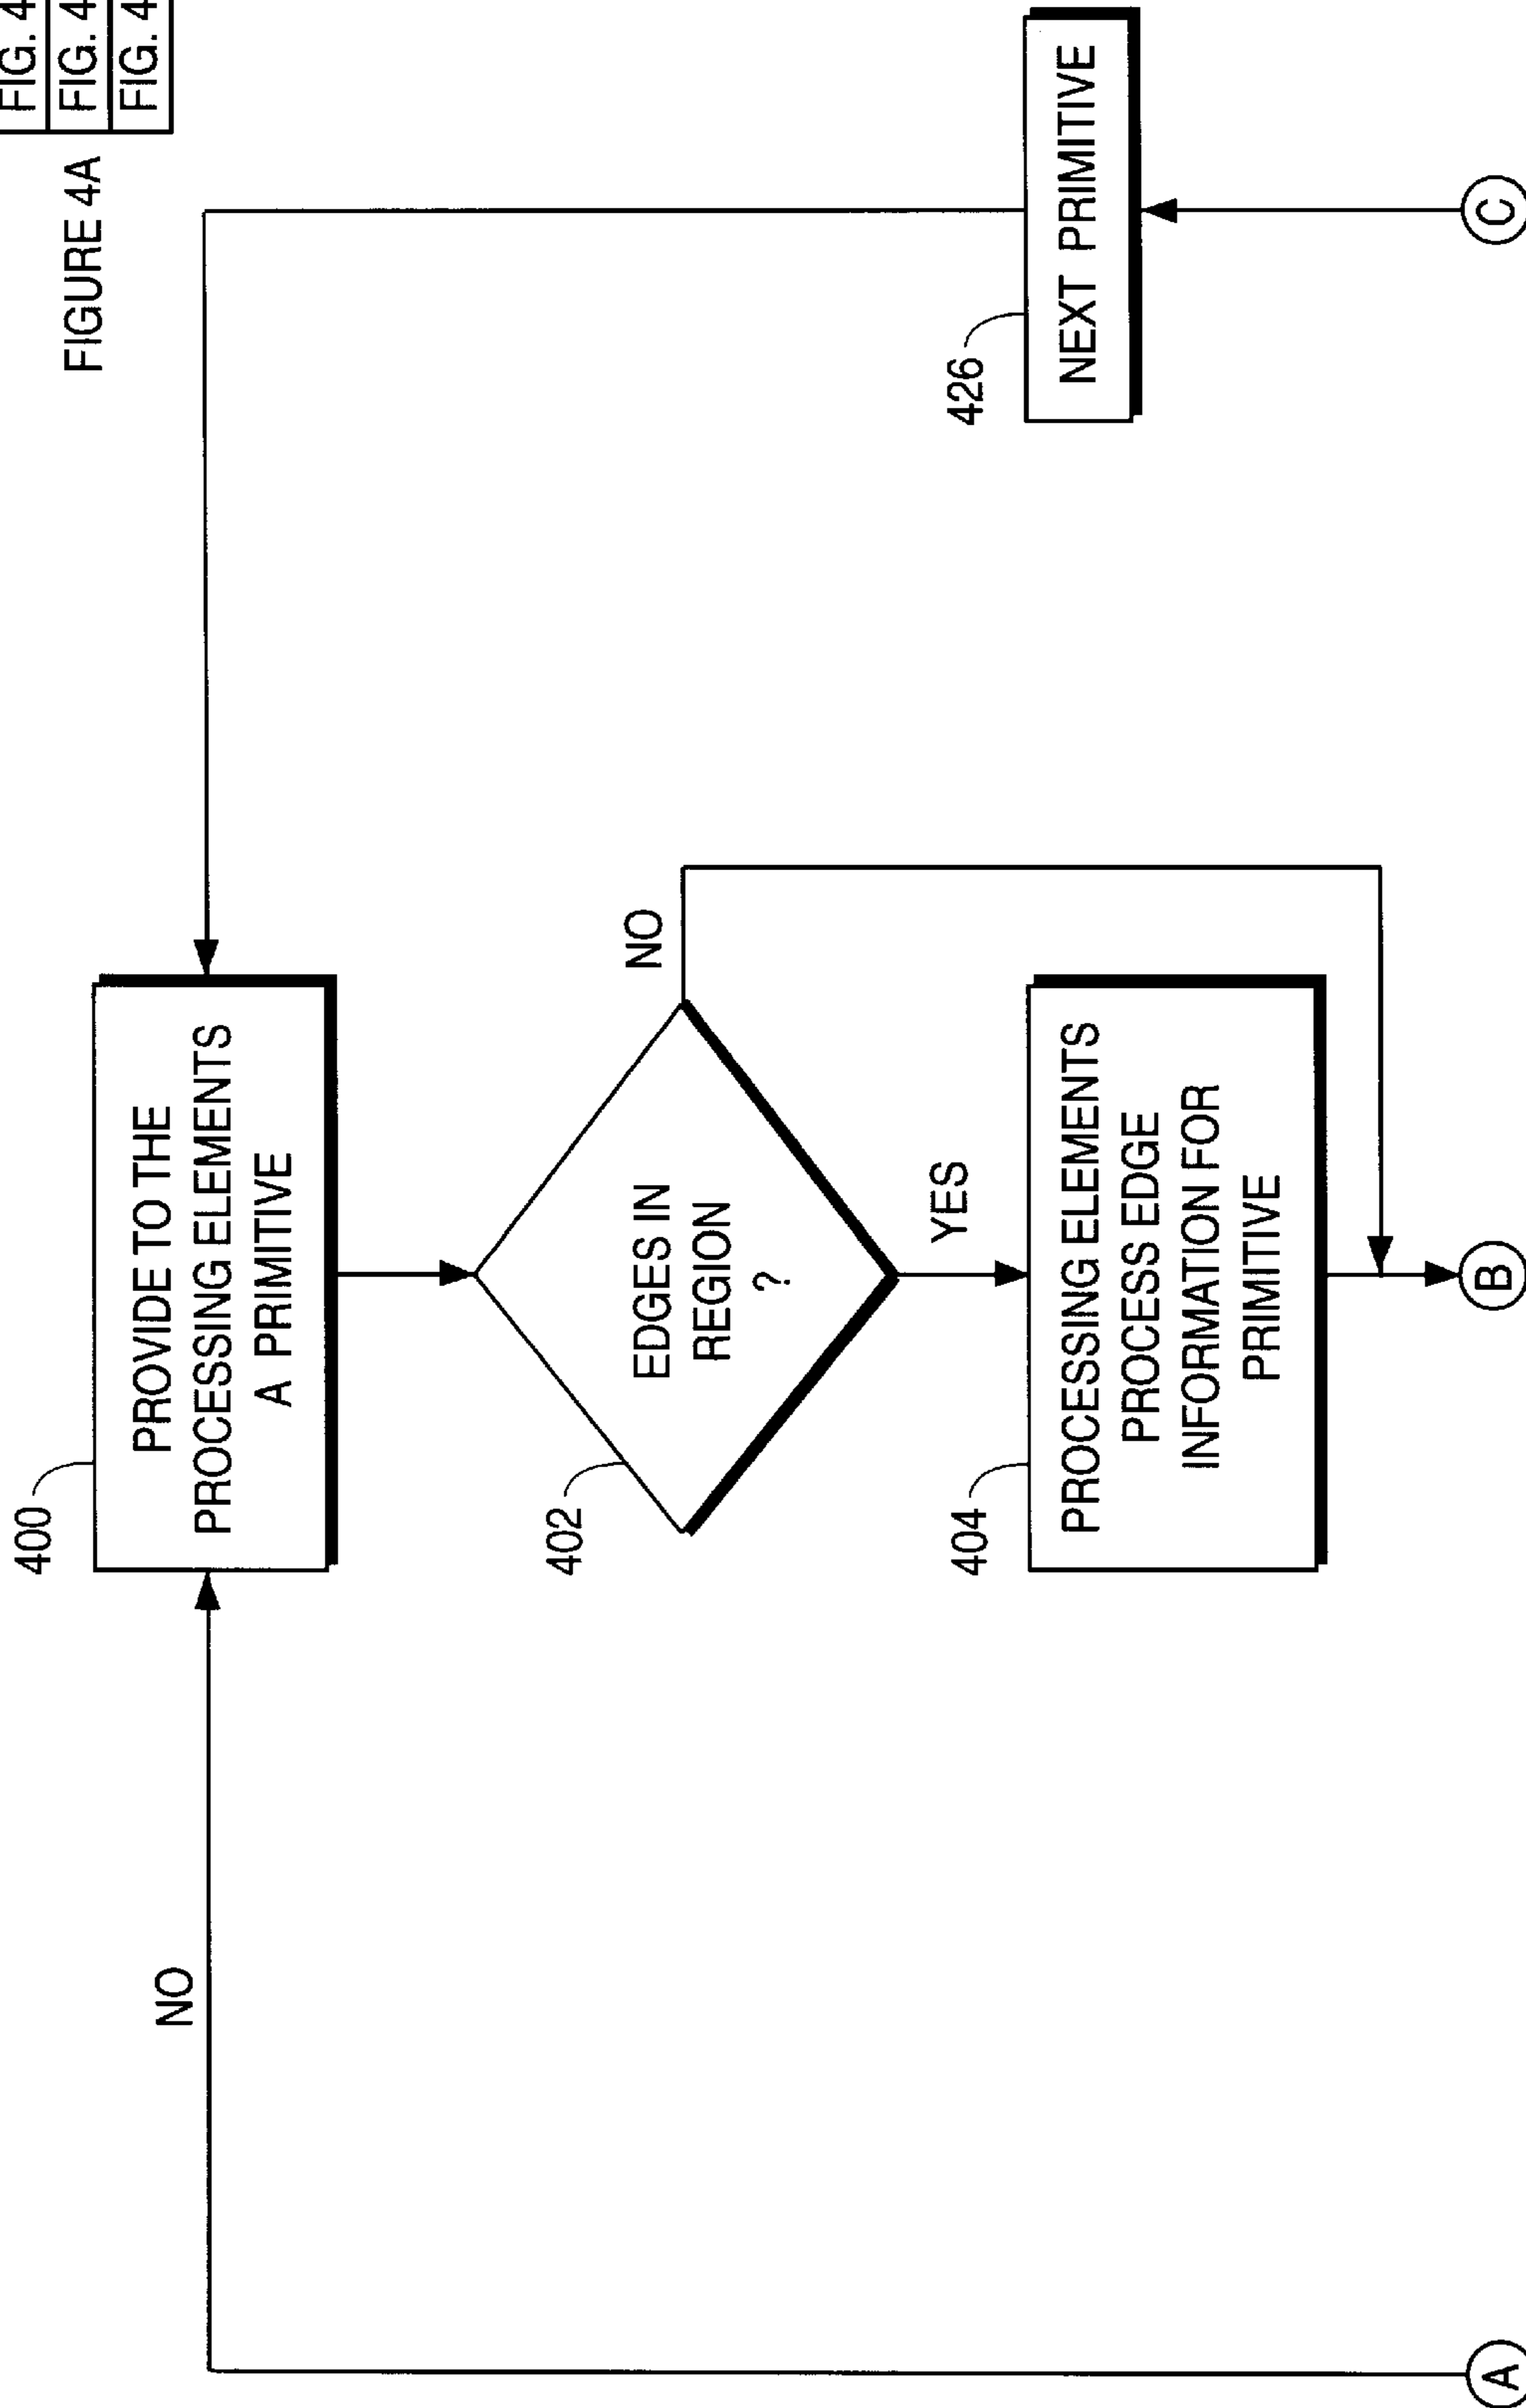 FIG. 4
FIG. 4
FIG. 4
FIGURE 4A
400
PROVIDE TO THE
PROCESSING ELEMENTS
A PRIMITIVE
NO
402
EDGES IN
REGION
?
NO
YES
404
PROCESSING ELEMENTS
PROCESS EDGE
INFORMATION FOR
PRIMITIVE
426
NEXT PRIMITIVE
A
B
C